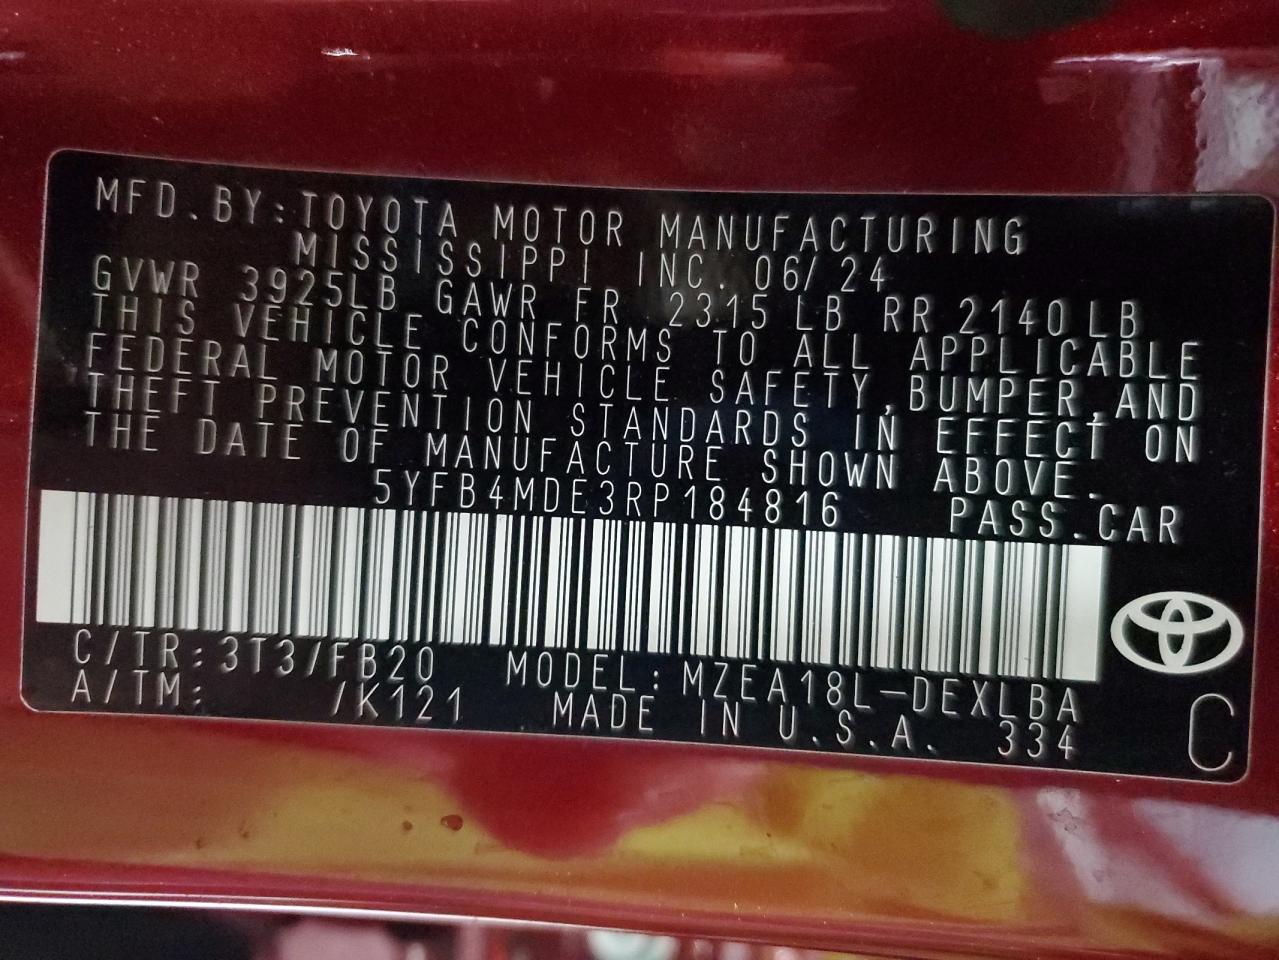 MFD.BY:TOYOTA MOTOR MANUFACTURING
MISSISSIPPI INC. 06/24
GVWR 3925LB GAWR FR 2315 LB RR 2140LB
THIS VEHICLE CONFORMS TO ALL APPLICABLE
FEDERAL MOTOR VEHICLE SAFETY,BUMPER,AND
THEFT PREVENTION STANDARDS IN EFFECT ON
THE DATE OF MANUFACTURE SHOWN ABOVE.
5YFB4MDE3RP184816 PASS.CAR
C/TR:3T3/FB20 MODEL:MZEA18L-DEXLBA
A/TM: /K121 MADE IN U.S.A. 334
C